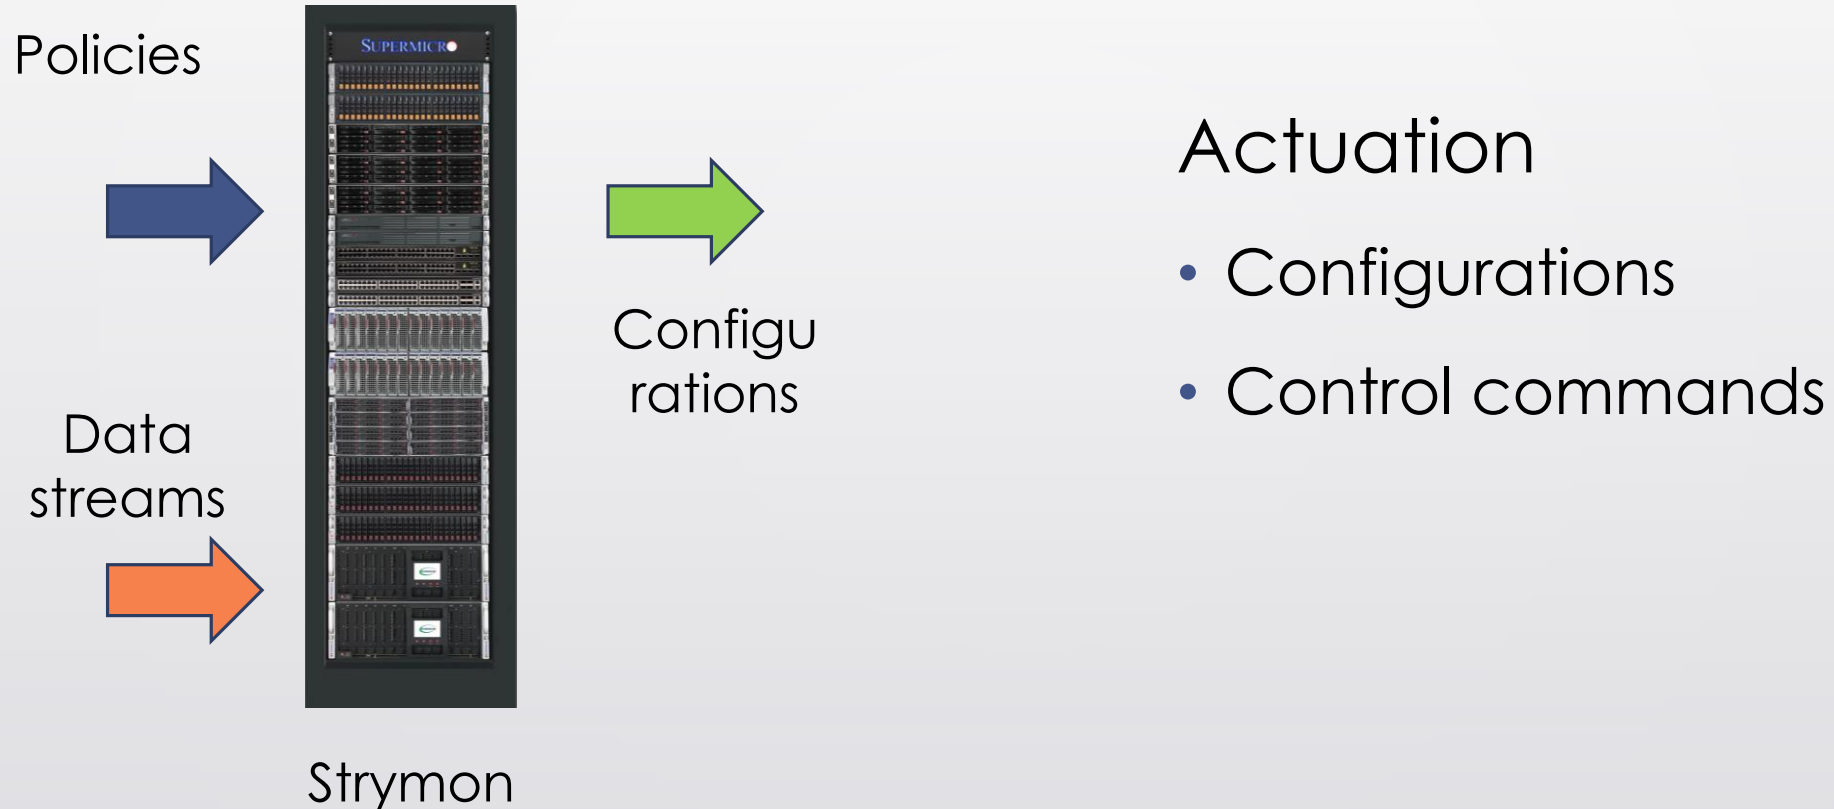 Policies
SUPERMICRO
Data
streams
Configu
rations
Strymon
Actuation
• Configurations
• Control commands